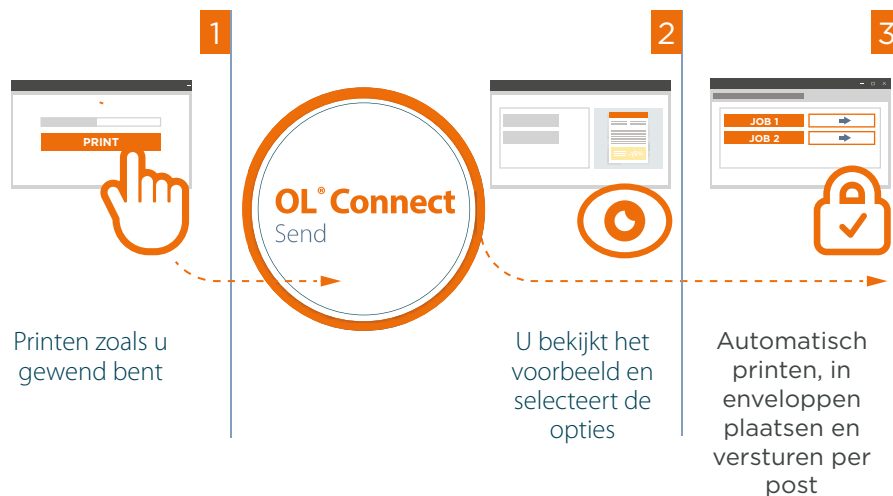 1
PRINT
Printen zoals u
gewend bent
OL® Connect
Send
2
U bekijkt het
voorbeeld en
selecteert de
opties
3
JOB 1
JOB 2
Automatisch
printen, in
enveloppen
plaatsen en
versturen per
post